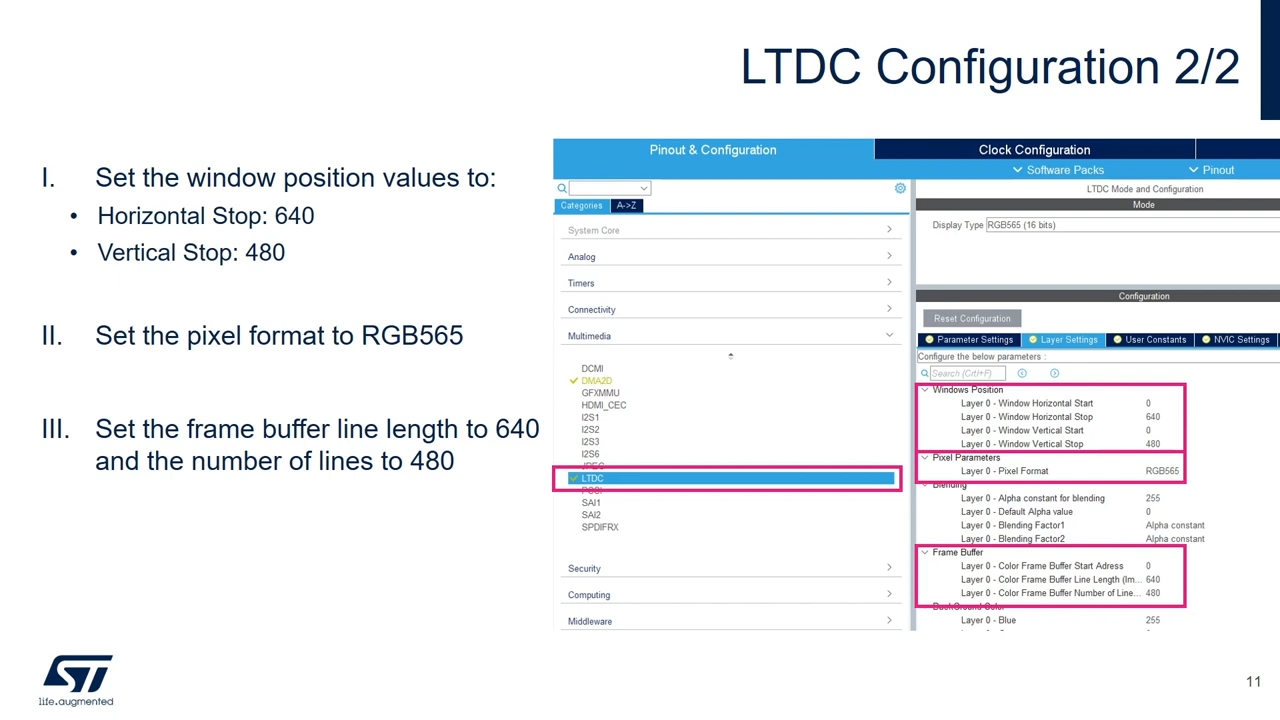 LTDC Configuration 2/2
I. Set the window position values to:
• Horizontal Stop: 640
• Vertical Stop: 480
II. Set the pixel format to RGB565
III. Set the frame buffer line length to 640
and the number of lines to 480
Pinout & Configuration
Clock Configuration
Software Packs
Pinout
Categories
A->Z
System Core
Analog
Timers
Connectivity
Multimedia
DCMI
DMA2D
GFXMMU
HDMI_CEC
I2S1
I2S2
I2S3
I2S6
JPEG
LTDC
PSSI
SAI1
SAI2
SPDIFRX
Security
Computing
Middleware
LTDC Mode and Configuration
Mode
Display Type RGB565 (16 bits)
Configuration
Reset Configuration
Parameter Settings
Layer Settings
User Constants
NVIC Settings
Configure the below parameters :
Search (Crtl+F)
Windows Position
Layer 0 - Window Horizontal Start 0
Layer 0 - Window Horizontal Stop 640
Layer 0 - Window Vertical Start 0
Layer 0 - Window Vertical Stop 480
Pixel Parameters
Layer 0 - Pixel Format RGB565
Blending
Layer 0 - Alpha constant for blending 255
Layer 0 - Default Alpha value 0
Layer 0 - Blending Factor1 Alpha constant
Layer 0 - Blending Factor2 Alpha constant
Frame Buffer
Layer 0 - Color Frame Buffer Start Adress 0
Layer 0 - Color Frame Buffer Line Length (Im... 640
Layer 0 - Color Frame Buffer Number of Line... 480
BackGround Color
Layer 0 - Blue 255
ST
life.augmented
11